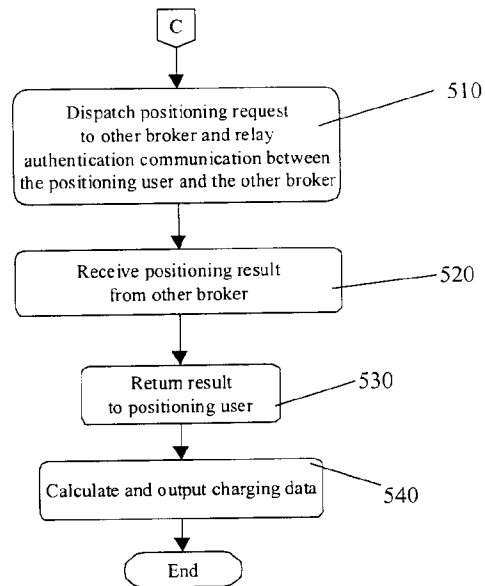 C
Dispatch positioning request
to other broker and relay
authentication communication between
the positioning user and the other broker
510
Receive positioning result
from other broker
520
Return result
to positioning user
530
Calculate and output charging data
540
End